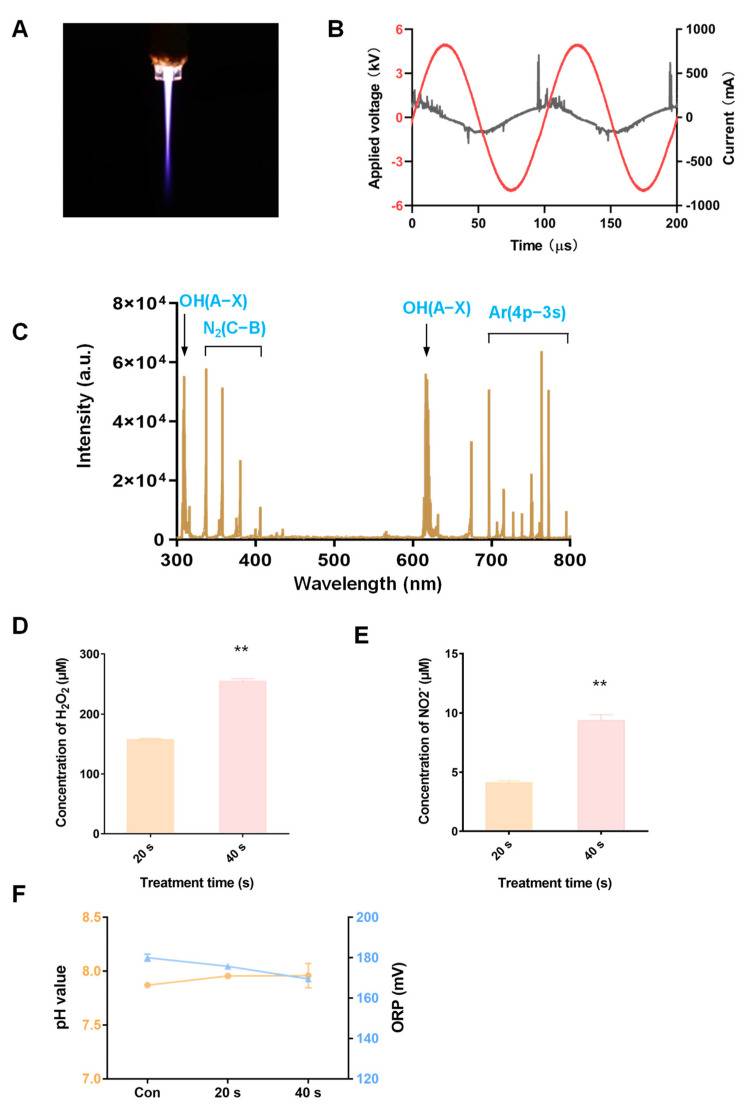 A
B
Applied voltage (kV)
6
3
0
-3
-6
1000
500
0
-500
-1000
Current (mA)
0
50
100
150
200
Time (μs)
C
OH(A−X)
N₂(C−B)
OH(A−X)
Ar(4p−3s)
Intensity (a.u.)
8×10⁴
6×10⁴
4×10⁴
2×10⁴
0
300
400
500
600
700
800
Wavelength (nm)
D
Concentration of H₂O₂ (μM)
300
200
100
0
**
20 s
40 s
Treatment time (s)
E
Concentration of NO2⁻ (μM)
15
10
5
0
**
20 s
40 s
Treatment time (s)
F
pH value
8.5
8.0
7.5
7.0
200
180
160
140
120
ORP (mV)
Con
20 s
40 s